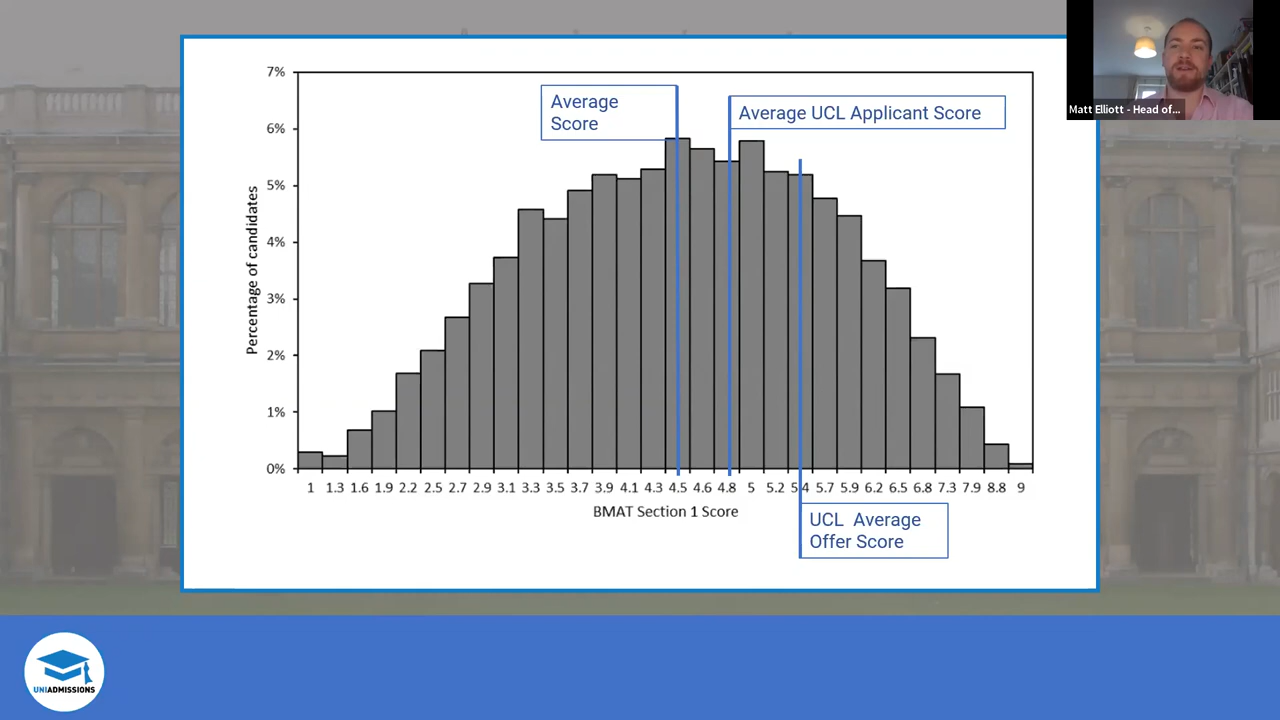 Matt Elliott - Head of...
7%
6%
5%
4%
3%
2%
1%
0%
Percentage of candidates
Average
Score
Average UCL Applicant Score
1 1.3 1.6 1.9 2.2 2.5 2.7 2.9 3.1 3.3 3.5 3.7 3.9 4.1 4.3 4.5 4.6 4.8 5 5.2 5.4 5.7 5.9 6.2 6.5 6.8 7.3 7.9 8.8 9
BMAT Section 1 Score
UCL Average
Offer Score
UNIADMISSIONS